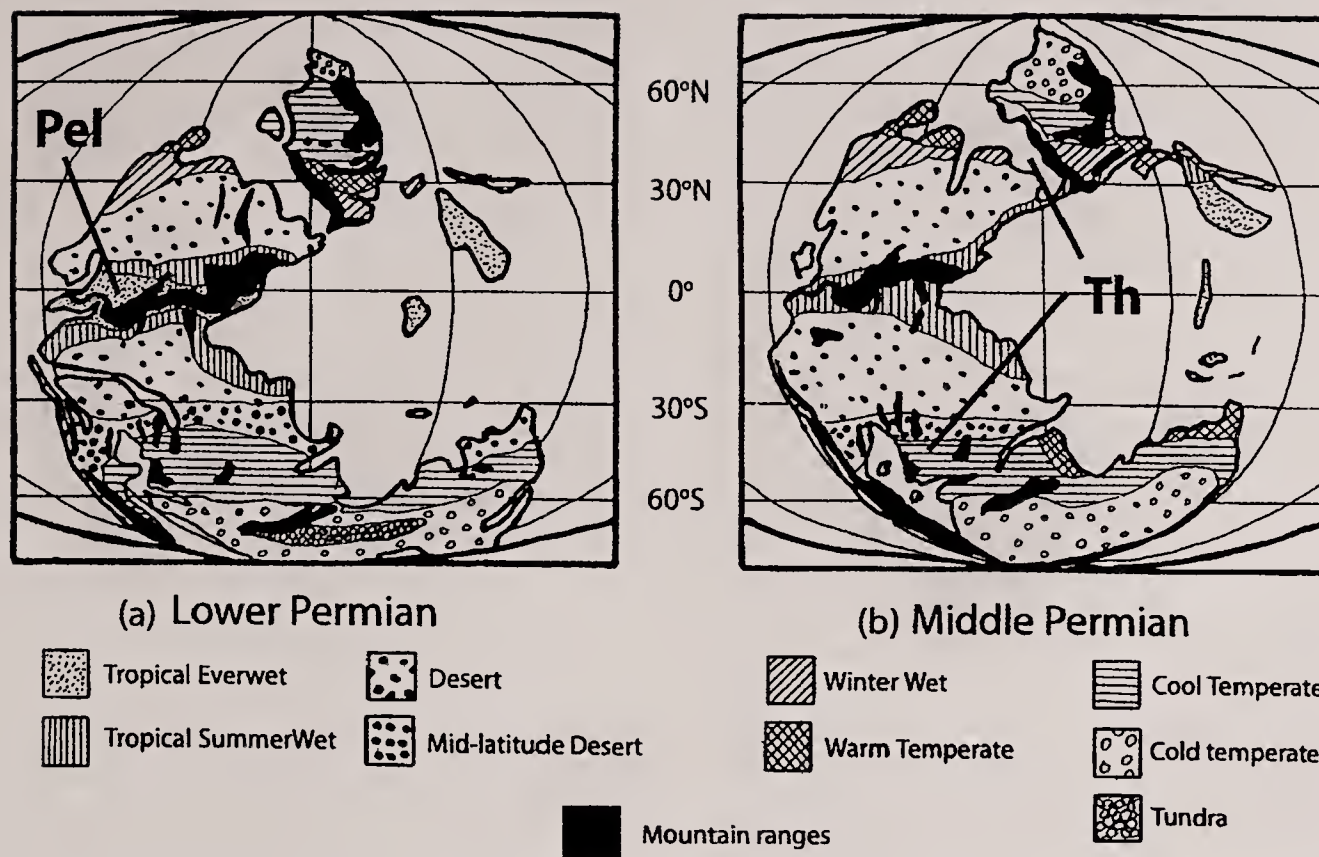 Pel
60°N
30°N
0°
30°S
60°S
Th
(a) Lower Permian
(b) Middle Permian
Tropical Everwet
Desert
Tropical SummerWet
Mid-latitude Desert
Winter Wet
Cool Temperate
Warm Temperate
Cold temperate
Tundra
Mountain ranges